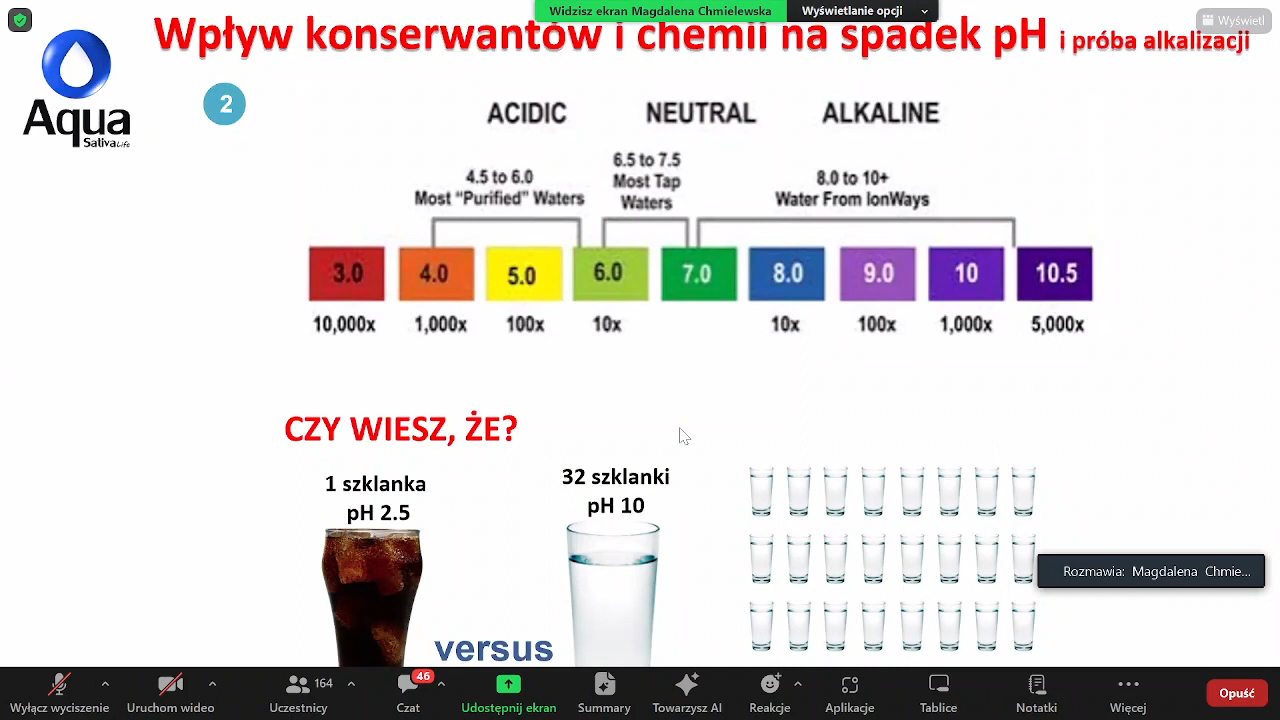 Widzisz ekran Magdalena Chmielewska
Wyświetlanie opcji
Wyświetl
Wpływ konserwantów i chemii na spadek pH i próba alkalizacji
Aqua
SalivaLife
2
ACIDIC NEUTRAL ALKALINE
4.5 to 6.0
Most “Purified” Waters
6.5 to 7.5
Most Tap
Waters
8.0 to 10+
Water From IonWays
3.0 4.0 5.0 6.0 7.0 8.0 9.0 10 10.5
10,000x 1,000x 100x 10x 10x 100x 1,000x 5,000x
CZY WIESZ, ŻE?
1 szklanka
pH 2.5
32 szklanki
pH 10
versus
Rozmawia: Magdalena Chmie...
46
164
Wyłącz wyciszenie
Uruchom wideo
Uczestnicy
Czat
Udostępnij ekran
Summary
Towarzysz AI
Reakcje
Aplikacje
Tablice
Notatki
Więcej
Opuść